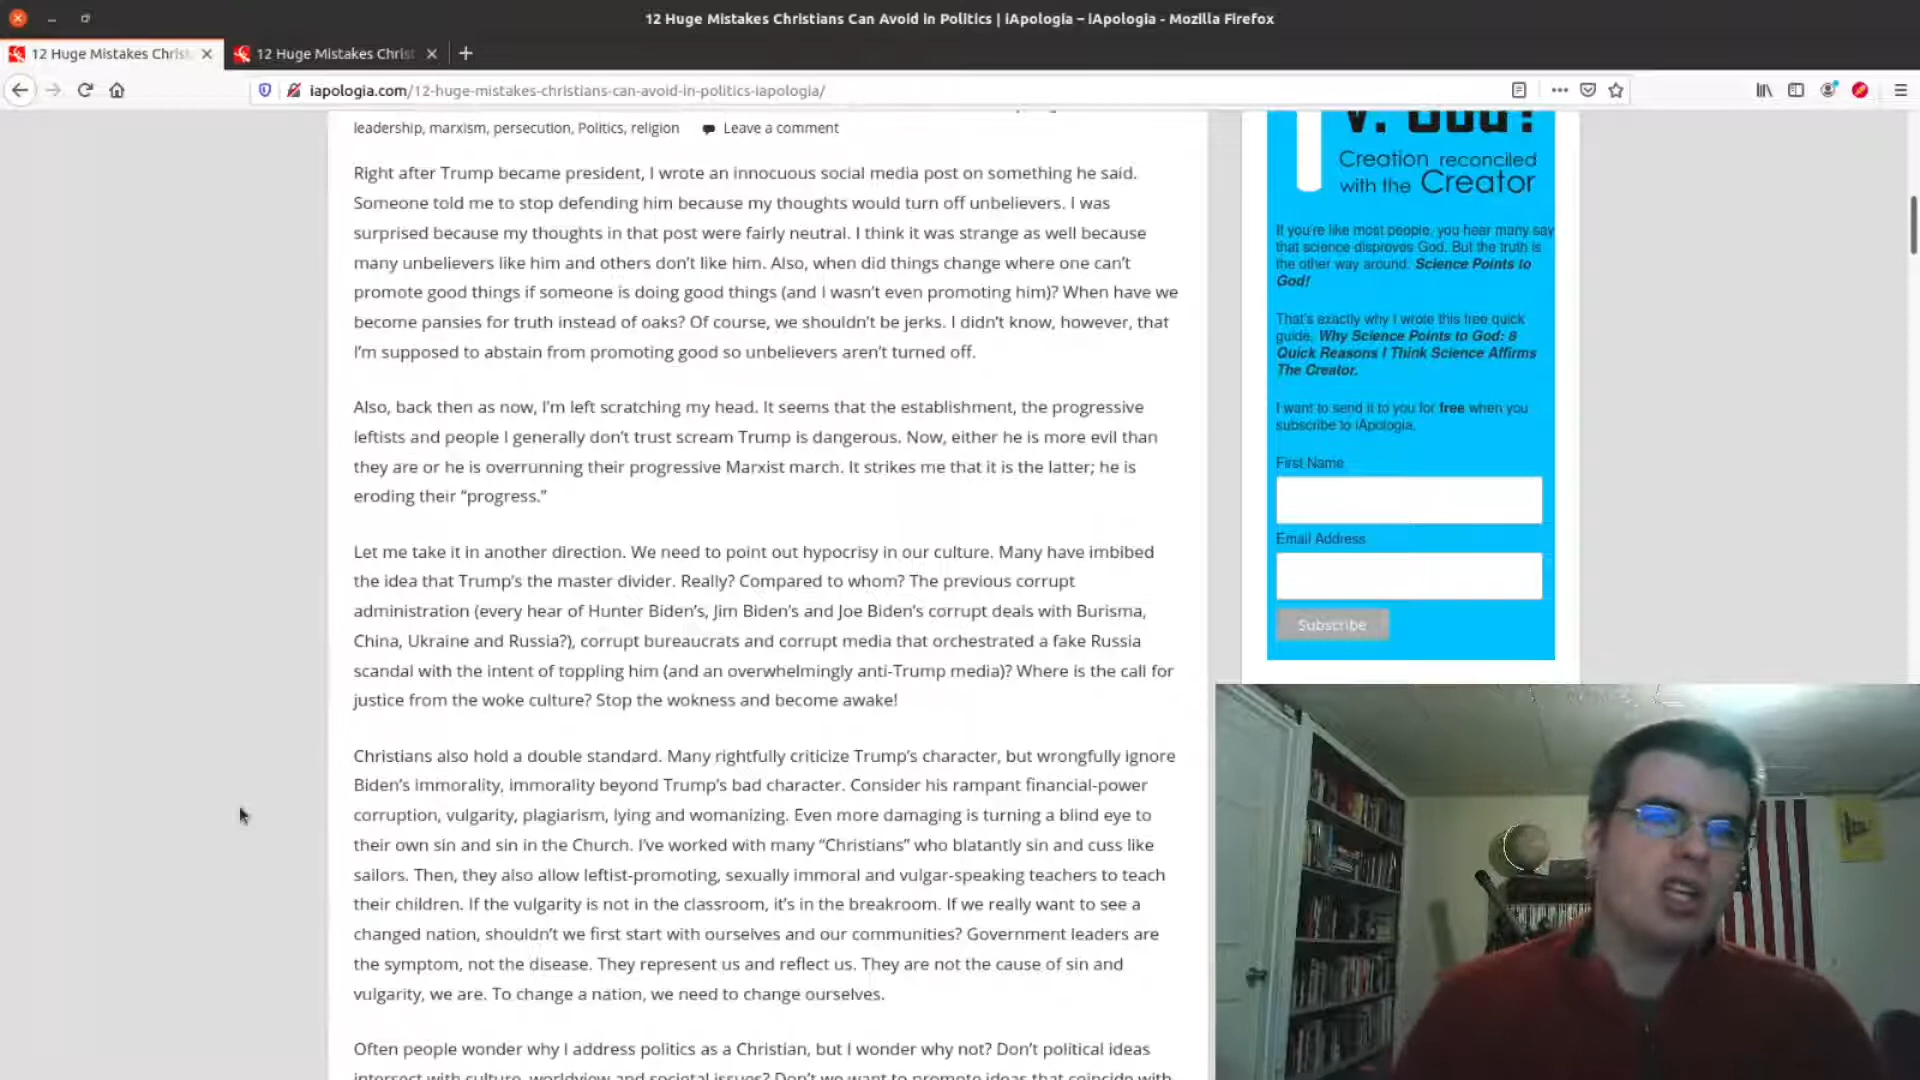 12 Huge Mistakes Christians Can Avoid in Politics | iApologia – iApologia - Mozilla Firefox
12 Huge Mistakes Christ
12 Huge Mistakes Christ
iapologia.com/12-huge-mistakes-christians-can-avoid-in-politics-iapologia/
leadership, marxism, persecution, Politics, religion Leave a comment
Right after Trump became president, I wrote an innocuous social media post on something he said.
Someone told me to stop defending him because my thoughts would turn off unbelievers. I was
surprised because my thoughts in that post were fairly neutral. I think it was strange as well because
many unbelievers like him and others don’t like him. Also, when did things change where one can’t
promote good things if someone is doing good things (and I wasn’t even promoting him)? When have we
become pansies for truth instead of oaks? Of course, we shouldn’t be jerks. I didn’t know, however, that
I’m supposed to abstain from promoting good so unbelievers aren’t turned off.
Also, back then as now, I’m left scratching my head. It seems that the establishment, the progressive
leftists and people I generally don’t trust scream Trump is dangerous. Now, either he is more evil than
they are or he is overrunning their progressive Marxist march. It strikes me that it is the latter; he is
eroding their “progress.”
Let me take it in another direction. We need to point out hypocrisy in our culture. Many have imbibed
the idea that Trump’s the master divider. Really? Compared to whom? The previous corrupt
administration (every hear of Hunter Biden’s, Jim Biden’s and Joe Biden’s corrupt deals with Burisma,
China, Ukraine and Russia?), corrupt bureaucrats and corrupt media that orchestrated a fake Russia
scandal with the intent of toppling him (and an overwhelmingly anti-Trump media)? Where is the call for
justice from the woke culture? Stop the wokness and become awake!
Christians also hold a double standard. Many rightfully criticize Trump’s character, but wrongfully ignore
Biden’s immorality, immorality beyond Trump’s bad character. Consider his rampant financial-power
corruption, vulgarity, plagiarism, lying and womanizing. Even more damaging is turning a blind eye to
their own sin and sin in the Church. I’ve worked with many “Christians” who blatantly sin and cuss like
sailors. Then, they also allow leftist-promoting, sexually immoral and vulgar-speaking teachers to teach
their children. If the vulgarity is not in the classroom, it’s in the breakroom. If we really want to see a
changed nation, shouldn’t we first start with ourselves and our communities? Government leaders are
the symptom, not the disease. They represent us and reflect us. They are not the cause of sin and
vulgarity, we are. To change a nation, we need to change ourselves.
Often people wonder why I address politics as a Christian, but I wonder why not? Don’t political ideas
intersect with culture, worldview and societal issues? Don’t we want to promote ideas that coincide with
v. God?
Creation reconciled
with the Creator
If you're like most people, you hear many say
that science disproves God. But the truth is
the other way around: Science Points to
God!
That's exactly why I wrote this free quick
guide, Why Science Points to God: 8
Quick Reasons I Think Science Affirms
The Creator.
I want to send it to you for free when you
subscribe to iApologia.
First Name
Email Address
Subscribe